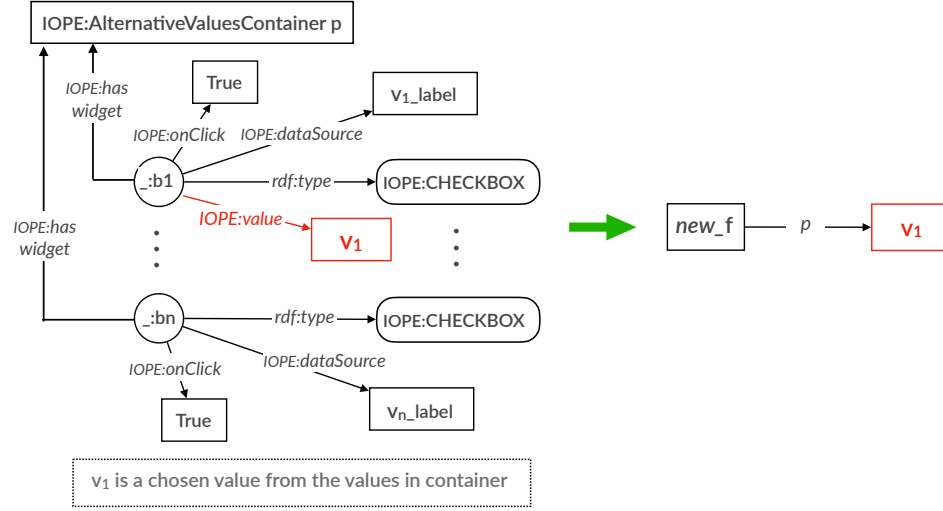 IOPE:AlternativeValuesContainer p
IOPE:has
widget
True
v1_label
IOPE:onClick
IOPE:dataSource
_:b1
rdf:type
IOPE:CHECKBOX
IOPE:value
v1
IOPE:has
widget
new_f
p
v1
_:bn
rdf:type
IOPE:CHECKBOX
IOPE:onClick
IOPE:dataSource
True
vn_label
v1 is a chosen value from the values in container